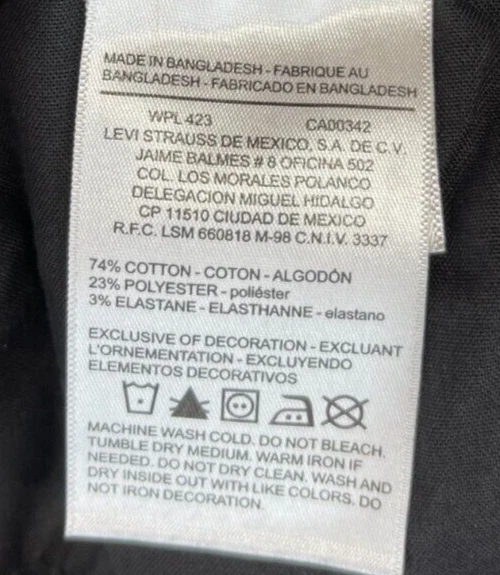 MADE IN BANGLADESH - FABRIQUE AU
BANGLADESH - FABRICADO EN BANGLADESH
WPL 423 CA00342
LEVI STRAUSS DE MEXICO, S.A. DE C.V.
JAIME BALMES # 8 OFICINA 502
COL. LOS MORALES POLANCO
DELEGACION MIGUEL HIDALGO
CP 11510 CIUDAD DE MEXICO
R.F.C. LSM 660818 M-98 C.N.I.V. 3337
74% COTTON - COTON - ALGODÓN
23% POLYESTER - poliéster
3% ELASTANE - ELASTHANNE - elastano
EXCLUSIVE OF DECORATION - EXCLUANT
L'ORNEMENTATION - EXCLUYENDO
ELEMENTOS DECORATIVOS
MACHINE WASH COLD. DO NOT BLEACH.
TUMBLE DRY MEDIUM. WARM IRON IF
NEEDED. DO NOT DRY CLEAN. WASH AND
DRY INSIDE OUT WITH LIKE COLORS. DO
NOT IRON DECORATION.